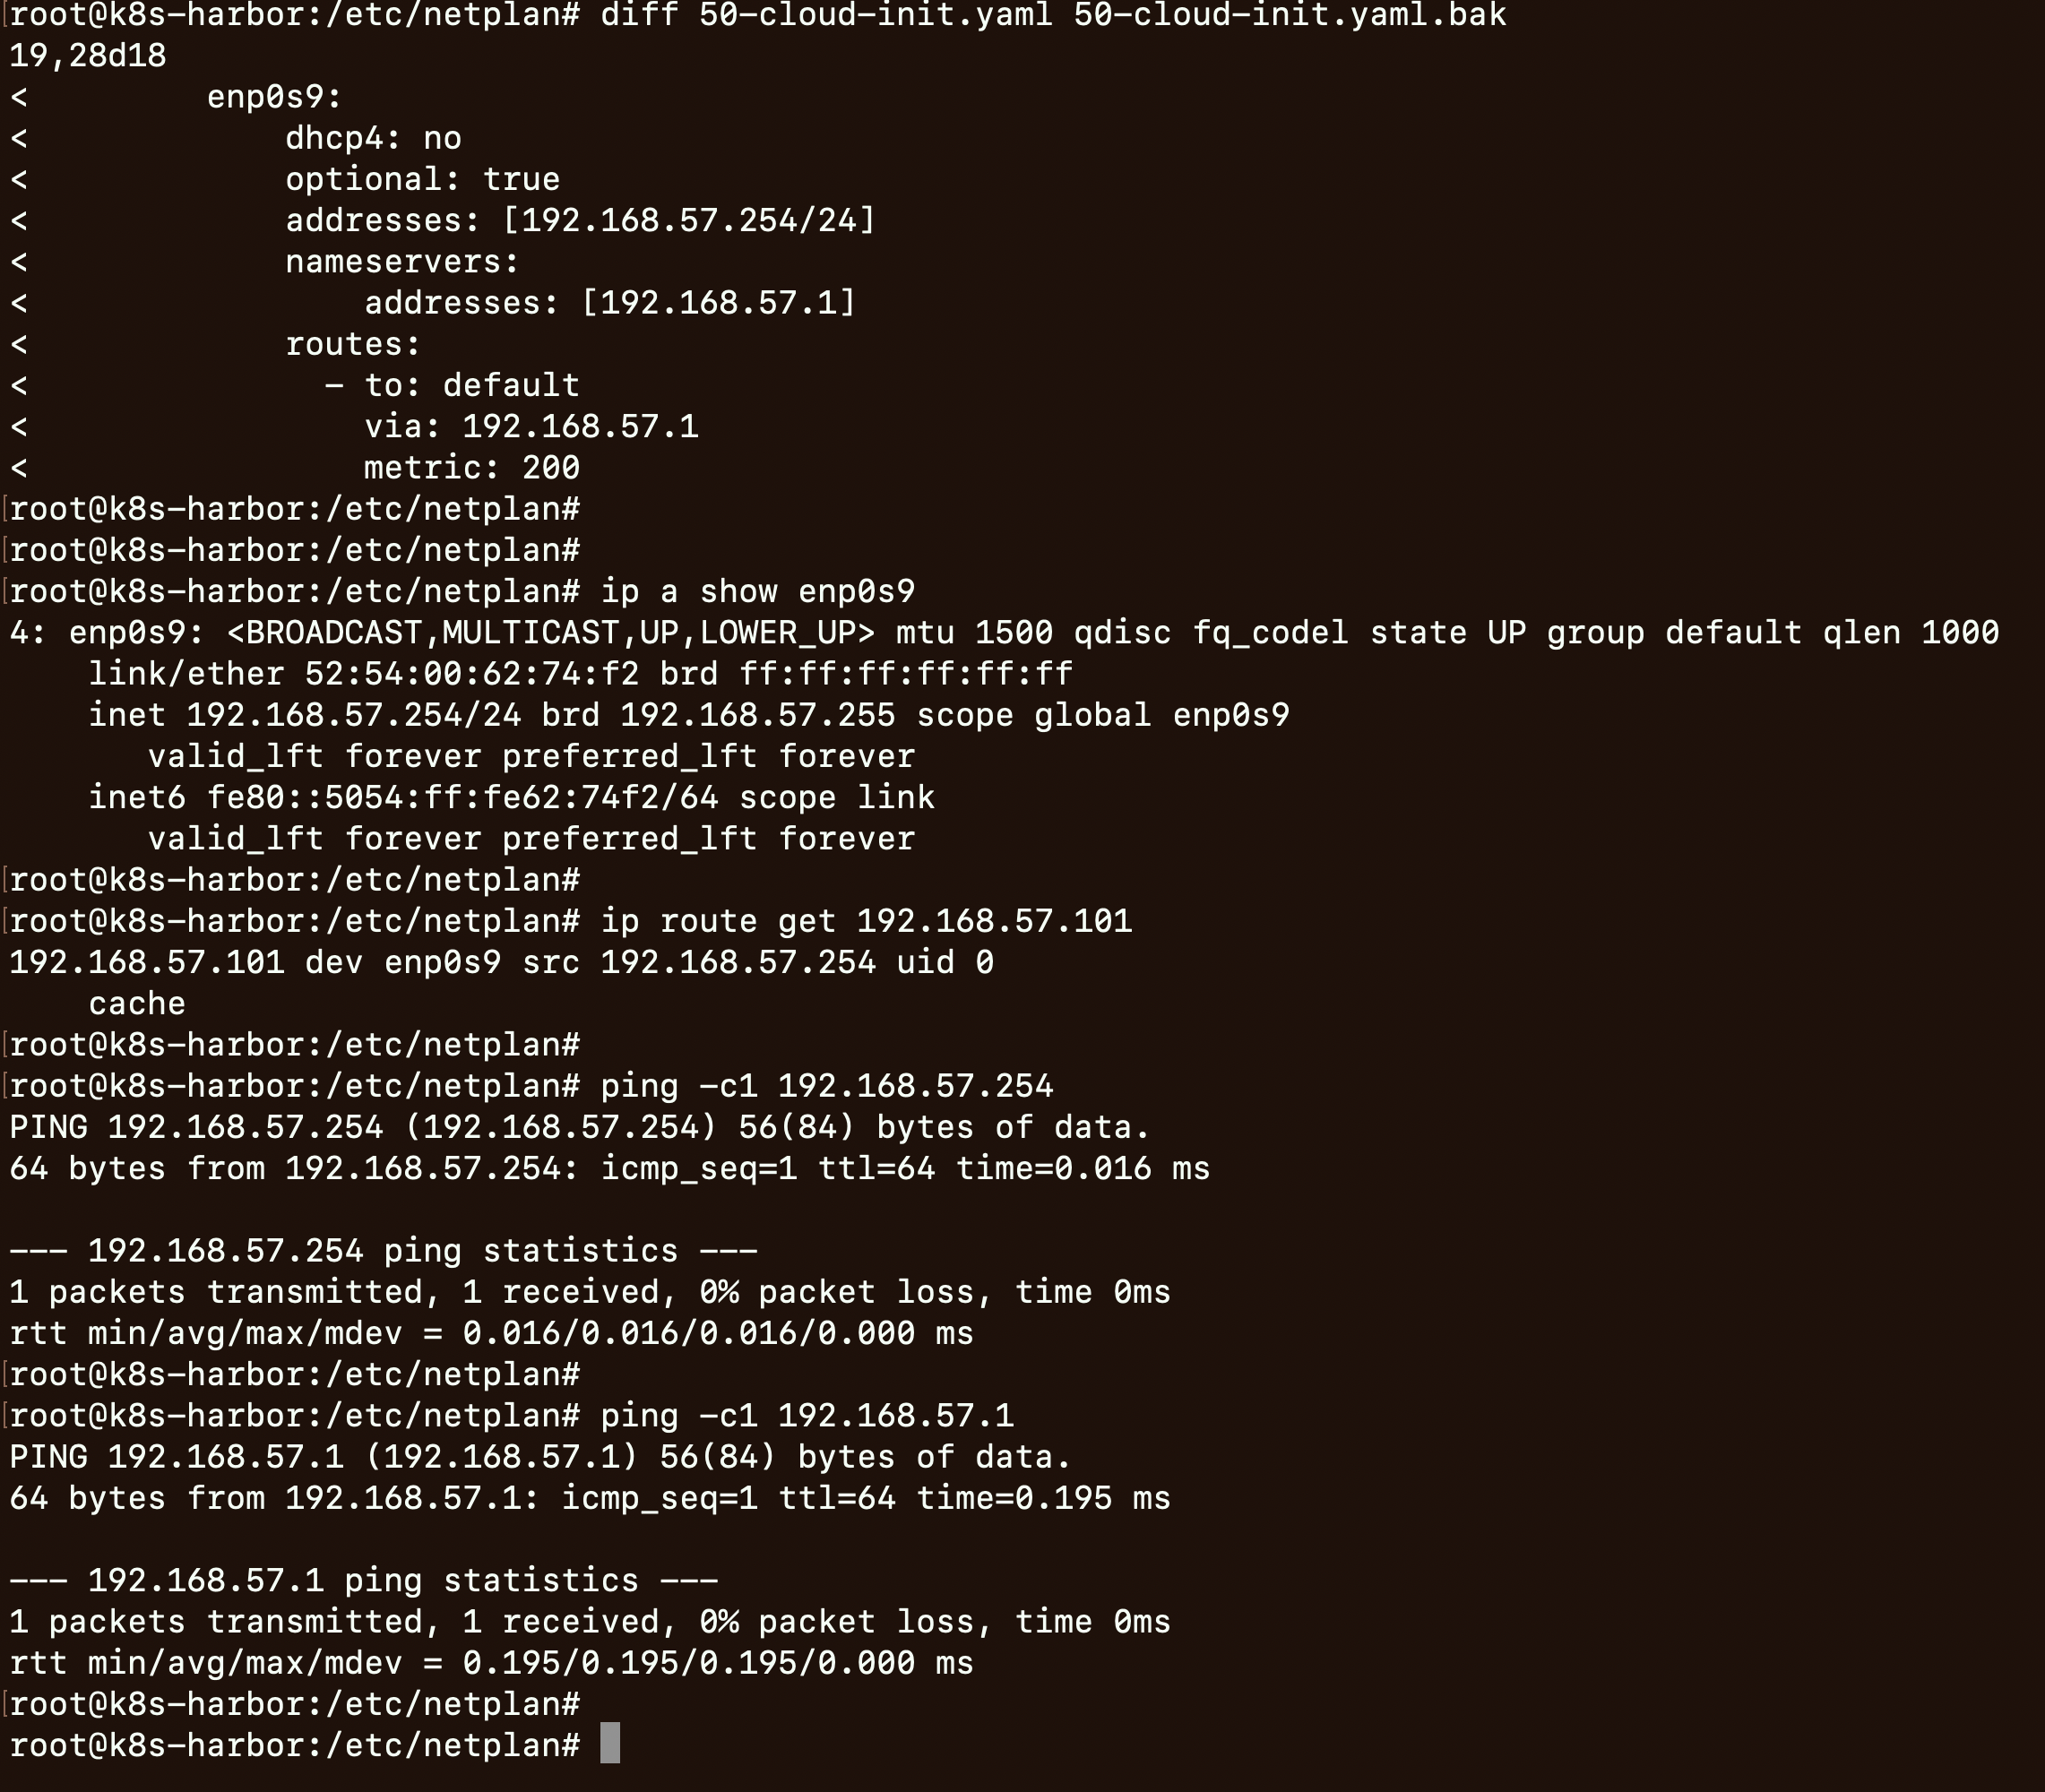 [root@k8s-harbor:/etc/netplan# diff 50-cloud-init.yaml 50-cloud-init.yaml.bak
19,28d18
<         enp0s9:
<             dhcp4: no
<             optional: true
<             addresses: [192.168.57.254/24]
<             nameservers:
<                 addresses: [192.168.57.1]
<             routes:
<               - to: default
<                 via: 192.168.57.1
<                 metric: 200
[root@k8s-harbor:/etc/netplan#
[root@k8s-harbor:/etc/netplan#
[root@k8s-harbor:/etc/netplan# ip a show enp0s9
4: enp0s9: <BROADCAST,MULTICAST,UP,LOWER_UP> mtu 1500 qdisc fq_codel state UP group default qlen 1000
    link/ether 52:54:00:62:74:f2 brd ff:ff:ff:ff:ff:ff
    inet 192.168.57.254/24 brd 192.168.57.255 scope global enp0s9
       valid_lft forever preferred_lft forever
    inet6 fe80::5054:ff:fe62:74f2/64 scope link
       valid_lft forever preferred_lft forever
[root@k8s-harbor:/etc/netplan#
[root@k8s-harbor:/etc/netplan# ip route get 192.168.57.101
192.168.57.101 dev enp0s9 src 192.168.57.254 uid 0
    cache
[root@k8s-harbor:/etc/netplan#
[root@k8s-harbor:/etc/netplan# ping -c1 192.168.57.254
PING 192.168.57.254 (192.168.57.254) 56(84) bytes of data.
64 bytes from 192.168.57.254: icmp_seq=1 ttl=64 time=0.016 ms

--- 192.168.57.254 ping statistics ---
1 packets transmitted, 1 received, 0% packet loss, time 0ms
rtt min/avg/max/mdev = 0.016/0.016/0.016/0.000 ms
[root@k8s-harbor:/etc/netplan#
[root@k8s-harbor:/etc/netplan# ping -c1 192.168.57.1
PING 192.168.57.1 (192.168.57.1) 56(84) bytes of data.
64 bytes from 192.168.57.1: icmp_seq=1 ttl=64 time=0.195 ms

--- 192.168.57.1 ping statistics ---
1 packets transmitted, 1 received, 0% packet loss, time 0ms
rtt min/avg/max/mdev = 0.195/0.195/0.195/0.000 ms
[root@k8s-harbor:/etc/netplan#
root@k8s-harbor:/etc/netplan#